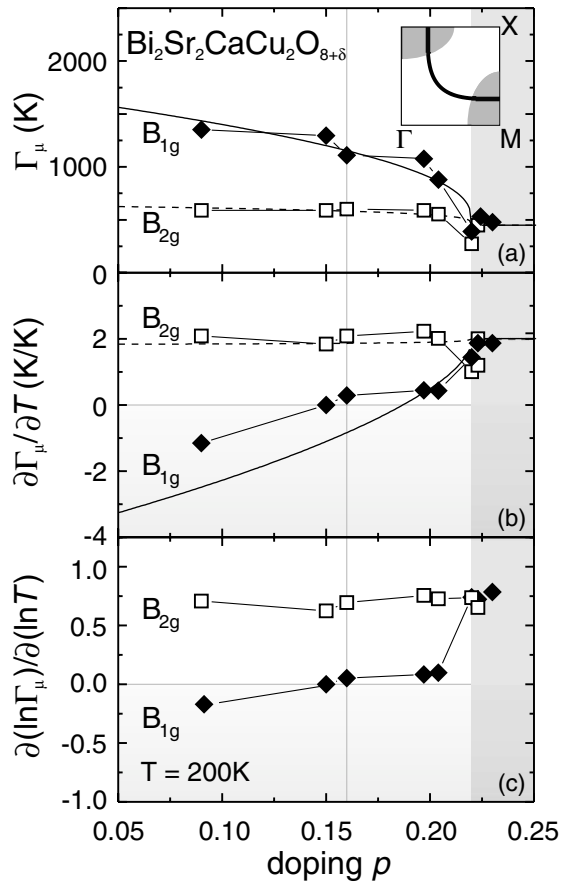 Bi₂Sr₂CaCu₂O₈₊δ
X
Γ
M
2500
1000
0
Γμ (K)
B₁g
B₂g
(a)
2
0
-2
-4
∂Γμ/∂T (K/K)
B₂g
B₁g
(b)
1.0
0.5
0.0
-0.5
-1.0
∂(lnΓμ)/∂(lnT)
B₂g
B₁g
T = 200K
(c)
0.05
0.10
0.15
0.20
0.25
doping p